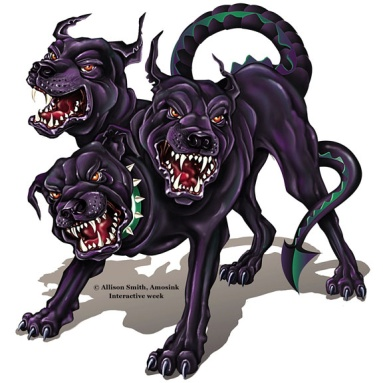 © Allison Smith, Amosink
Interactive week